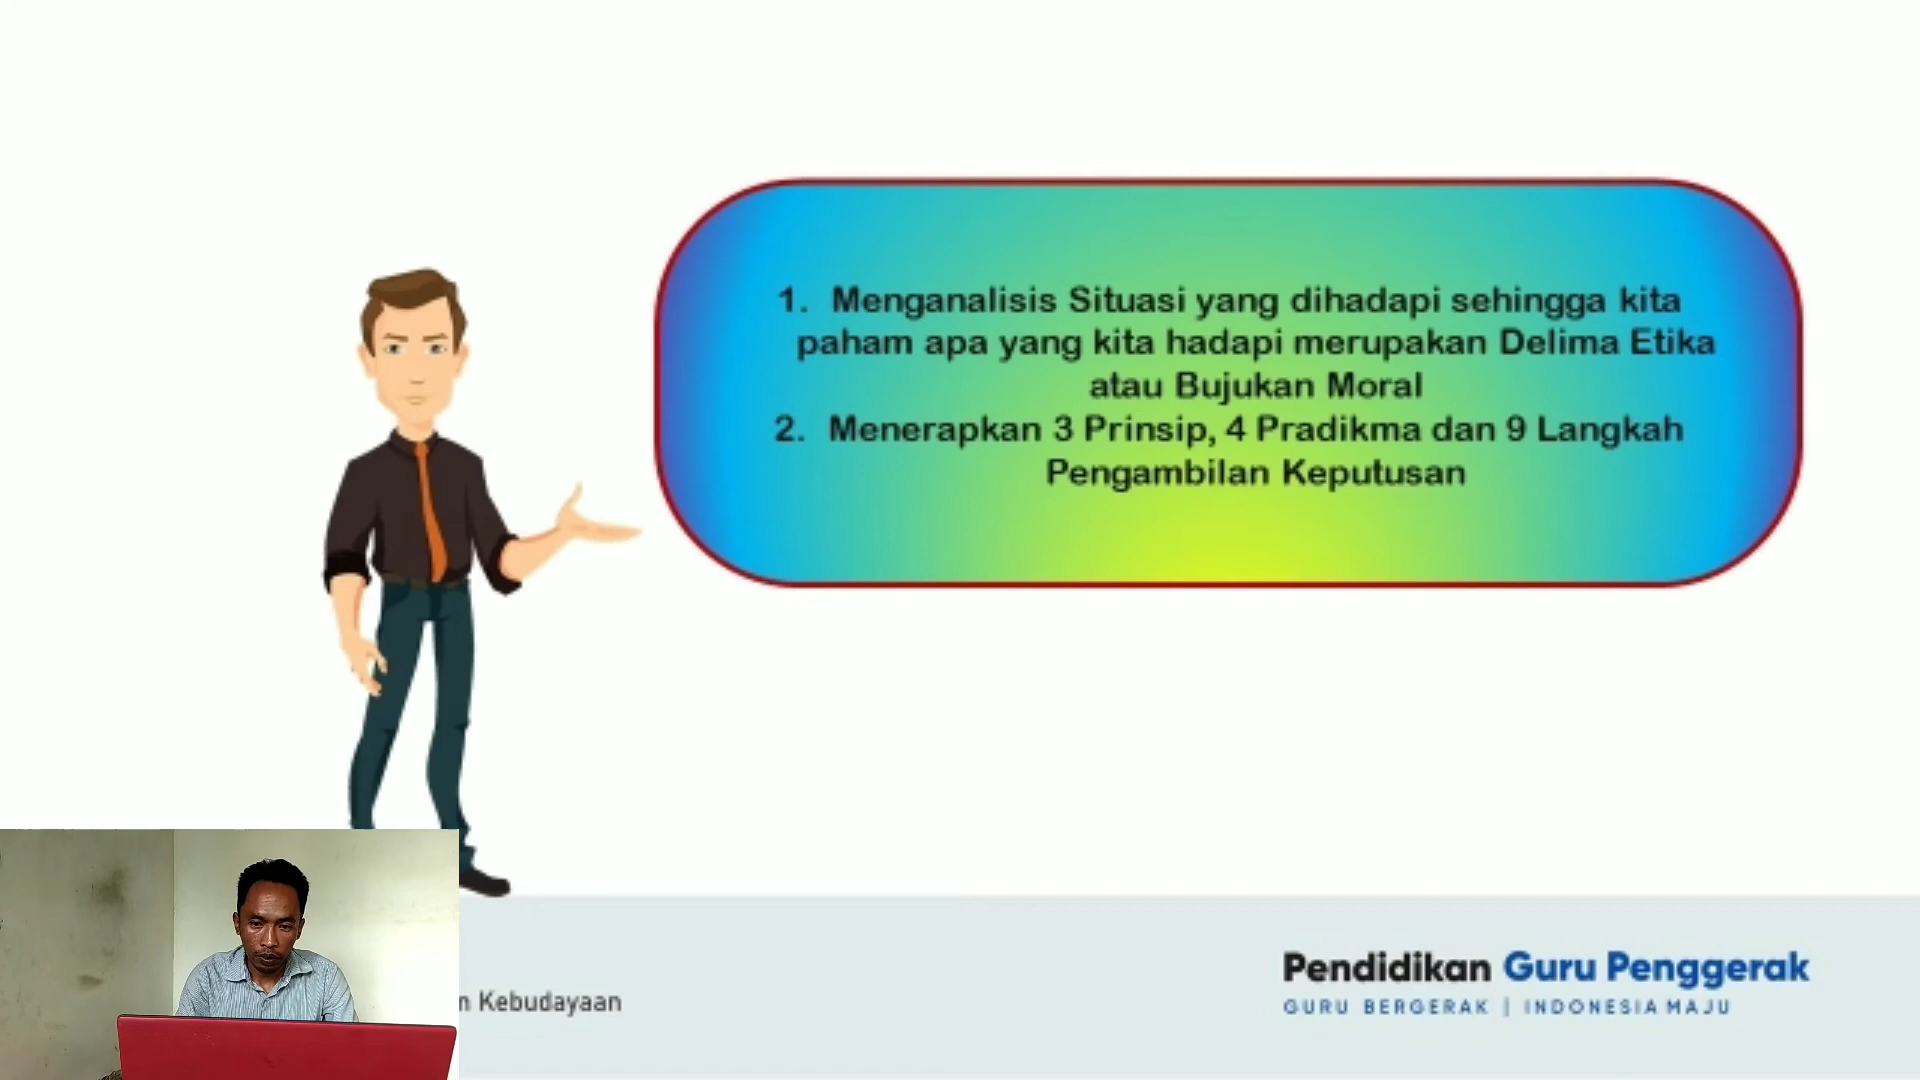 1. Menganalisis Situasi yang dihadapi sehingga kita
paham apa yang kita hadapi merupakan Delima Etika
atau Bujukan Moral
2. Menerapkan 3 Prinsip, 4 Pradikma dan 9 Langkah
Pengambilan Keputusan
Kebudayaan
Pendidikan Guru Penggerak
GURU BERGERAK | INDONESIA MAJU